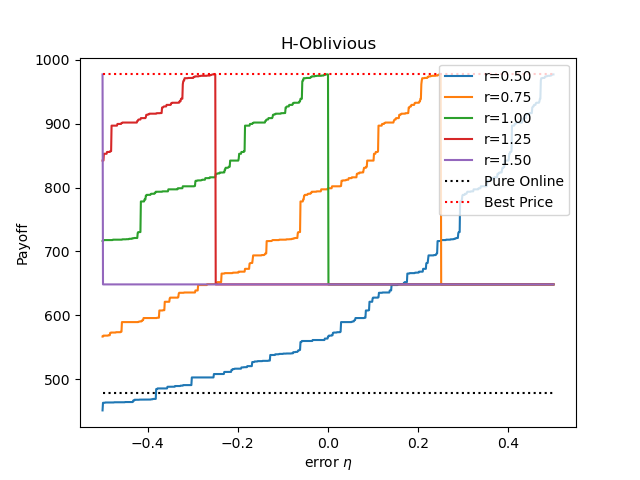 H-Oblivious
1000
900
800
700
600
500
Payoff
−0.4
−0.2
0.0
0.2
0.4
error η
r=0.50
r=0.75
r=1.00
r=1.25
r=1.50
Pure Online
Best Price